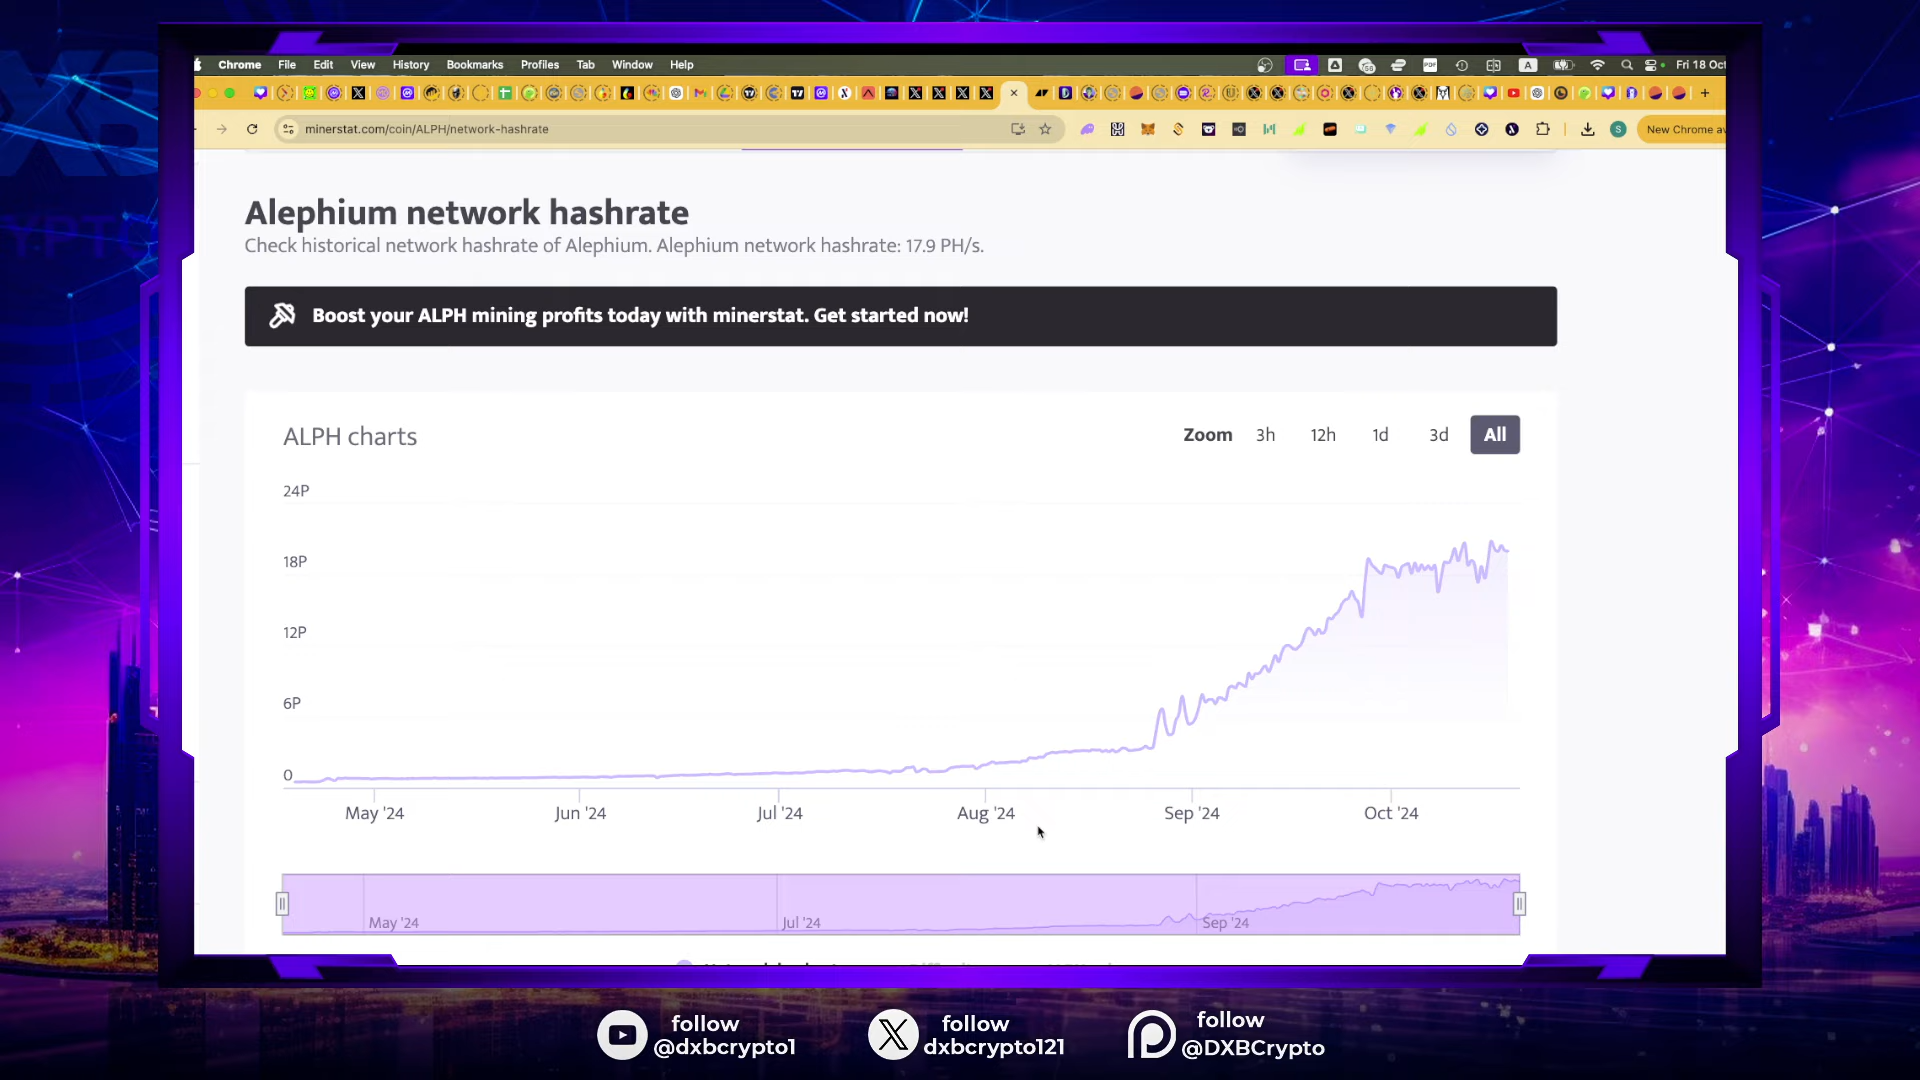 Chrome File Edit View History Bookmarks Profiles Tab Window Help Fri 18 Oct
minerstat.com/coin/ALPH/network-hashrate
New Chrome av
Alephium network hashrate
Check historical network hashrate of Alephium. Alephium network hashrate: 17.9 PH/s.
Boost your ALPH mining profits today with minerstat. Get started now!
ALPH charts
Zoom 3h 12h 1d 3d All
24P
18P
12P
6P
0
May '24 Jun '24 Jul '24 Aug '24 Sep '24 Oct '24
May '24 Jul '24 Sep '24
follow
@dxbcrypto1
follow
dxbcrypto121
follow
@DXBCrypto